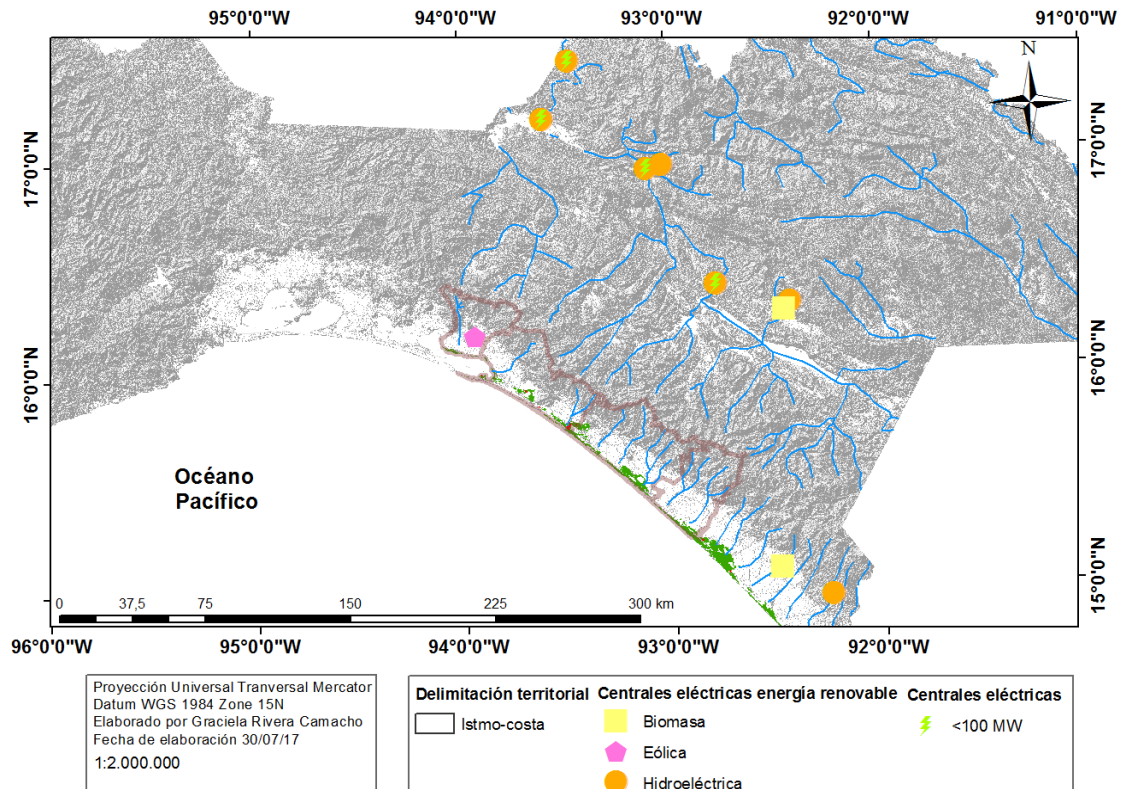 95°0'0"W 94°0'0"W 93°0'0"W 92°0'0"W 91°0'0"W
N
17°0'0"N 17°0'0"N
16°0'0"N 16°0'0"N
Océano
Pacífico
15°0'0"N
0 37,5 75 150 225 300 km
96°0'0"W 95°0'0"W 94°0'0"W 93°0'0"W 92°0'0"W
Proyección Universal Tranversal Mercator
Datum WGS 1984 Zone 15N
Elaborado por Graciela Rivera Camacho
Fecha de elaboración 30/07/17
1:2.000.000
Delimitación territorial Centrales eléctricas energía renovable Centrales eléctricas
Istmo-costa Biomasa <100 MW
Eólica
Hidroeléctrica